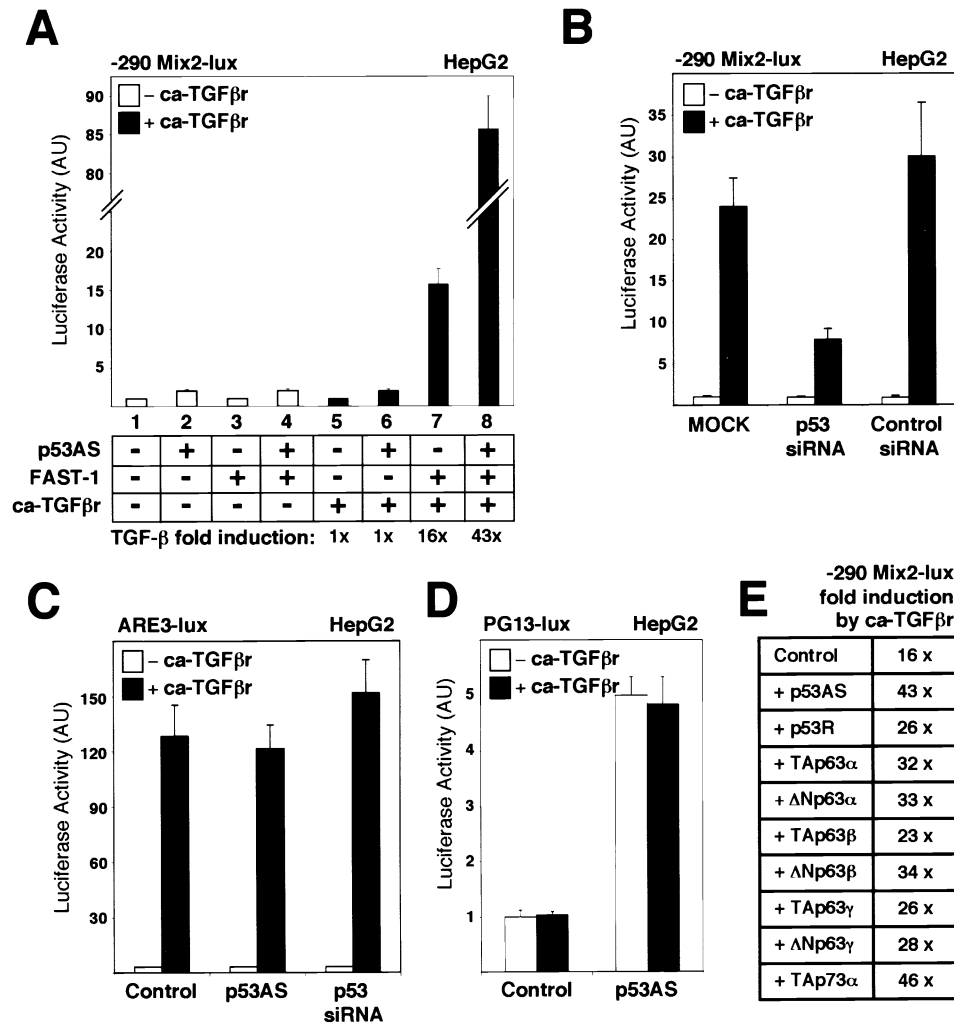 A
-290 Mix2-lux HepG2
– ca-TGFβr
+ ca-TGFβr
Luciferase Activity (AU)
90
85
80
20
15
10
5
1 2 3 4 5 6 7 8
p53AS - + - + - + - +
FAST-1 - - + + - - + +
ca-TGFβr - - - - + + + +
TGF-β fold induction: 1x 1x 16x 43x
B
-290 Mix2-lux HepG2
– ca-TGFβr
+ ca-TGFβr
Luciferase Activity (AU)
35
30
25
20
15
10
5
MOCK p53 siRNA Control siRNA
C
ARE3-lux HepG2
– ca-TGFβr
+ ca-TGFβr
Luciferase Activity (AU)
150
120
90
60
30
Control p53AS p53 siRNA
D
PG13-lux HepG2
– ca-TGFβr
+ ca-TGFβr
Luciferase Activity (AU)
5
4
3
2
1
Control p53AS
E
-290 Mix2-lux
fold induction
by ca-TGFβr
Control 16 x
+ p53AS 43 x
+ p53R 26 x
+ TAp63α 32 x
+ ΔNp63α 33 x
+ TAp63β 23 x
+ ΔNp63β 34 x
+ TAp63γ 26 x
+ ΔNp63γ 28 x
+ TAp73α 46 x